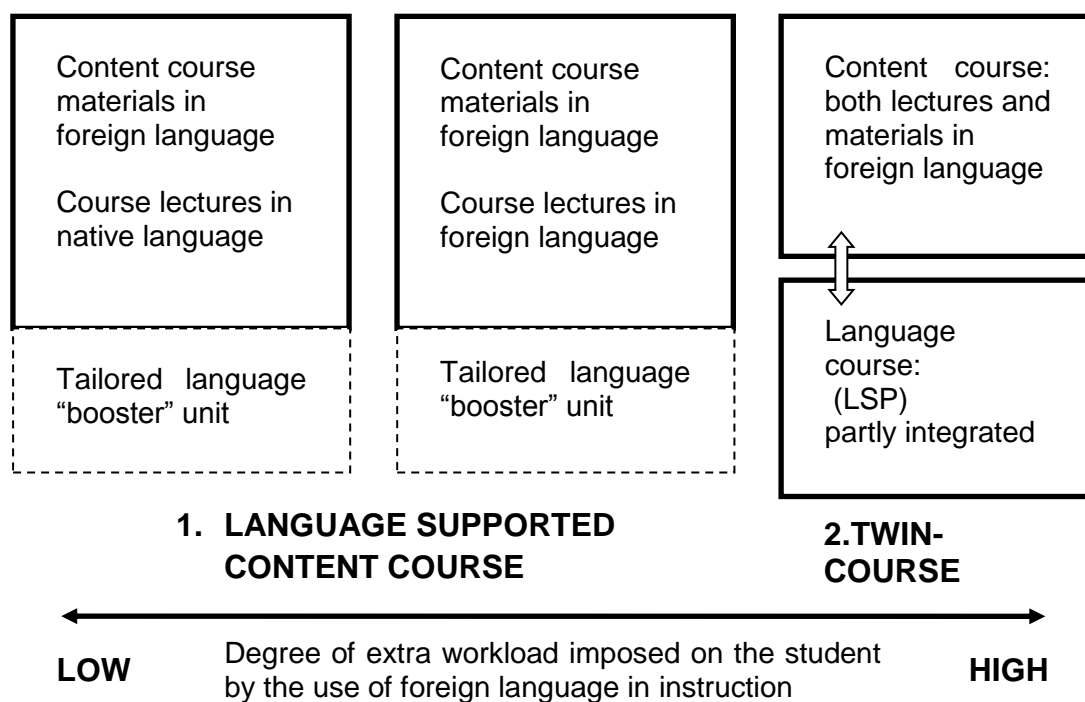 Content course
materials in
foreign language
Course lectures in
native language
Tailored language
“booster” unit
Content course
materials in
foreign language
Course lectures in
foreign language
Tailored language
“booster” unit
Content course:
both lectures and
materials in
foreign language
Language
course:
(LSP)
partly integrated
1. LANGUAGE SUPPORTED
CONTENT COURSE
2.TWIN-
COURSE
LOW
Degree of extra workload imposed on the student
by the use of foreign language in instruction
HIGH